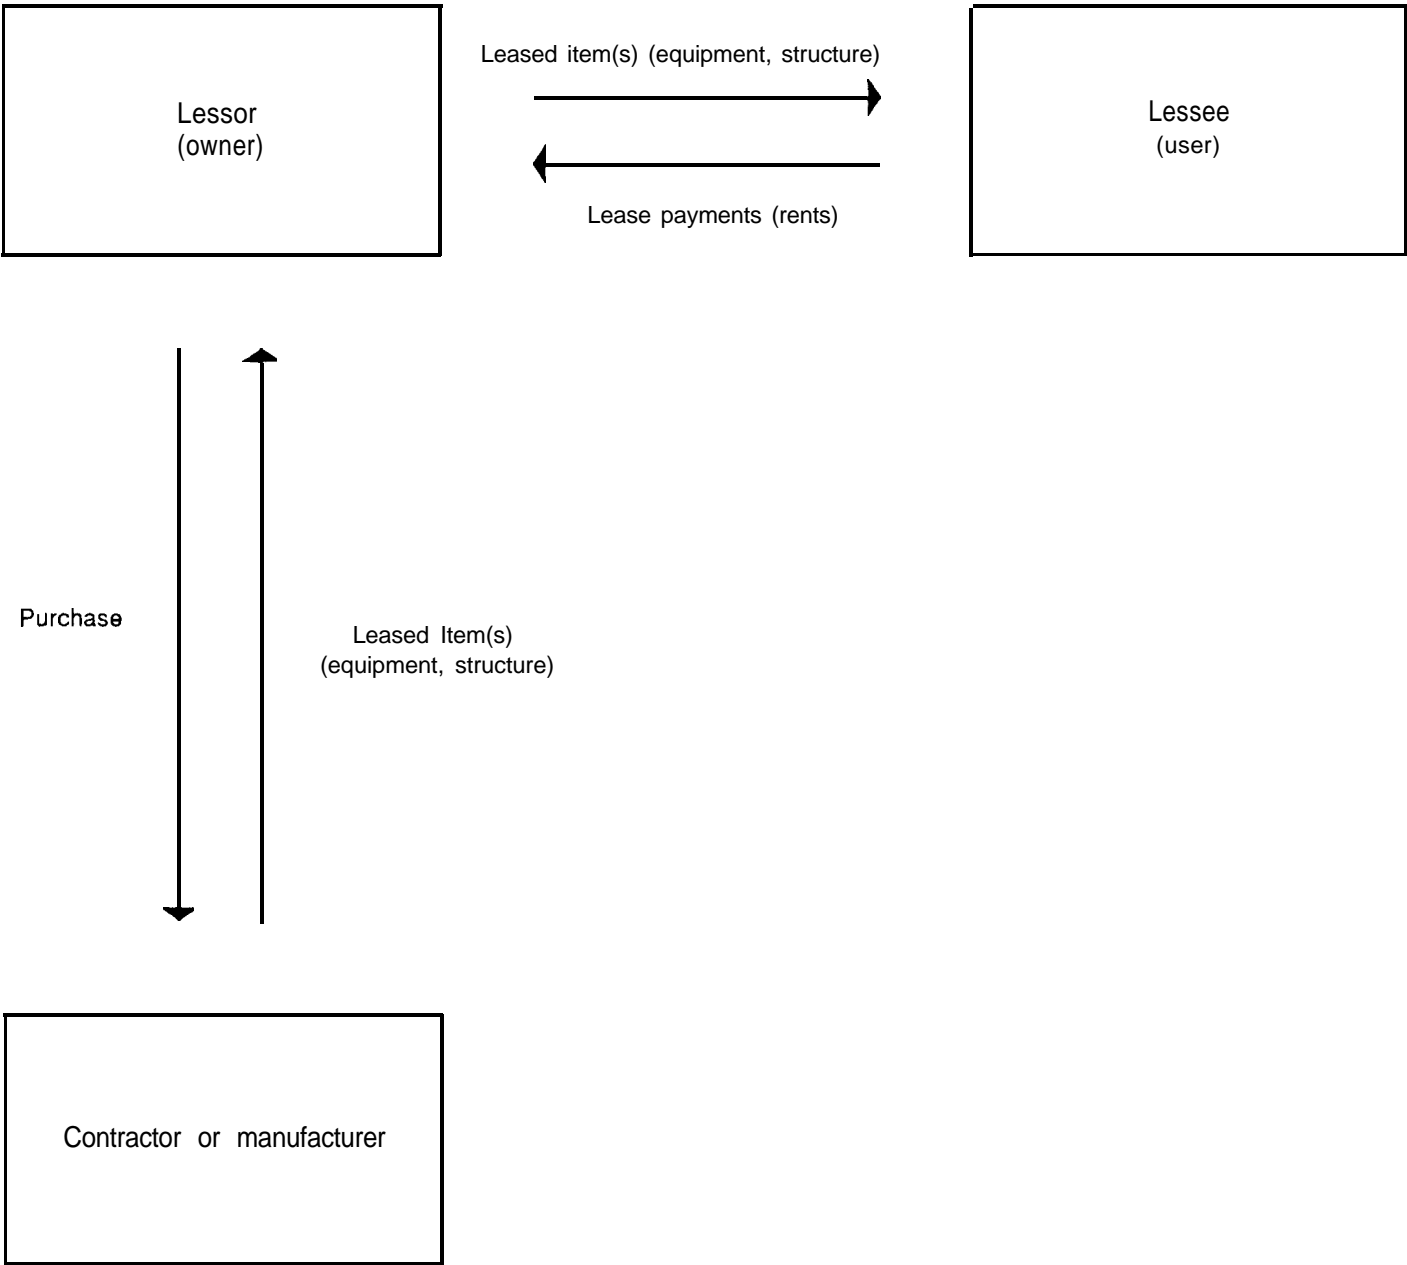 Lessor
(owner)
Leased item(s) (equipment, structure)
Lease payments (rents)
Lessee
(user)
Purchase
Leased Item(s)
(equipment, structure)
Contractor or manufacturer